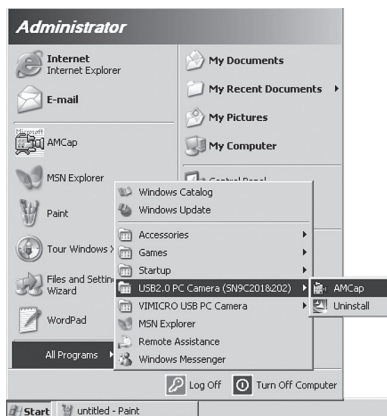 Administrator
Internet
Internet Explorer
E-mail
Microsoft
AMCap
MSN Explorer
Paint
Tour Windows
Files and Settin
Wizard
WordPad
All Programs
My Documents
My Recent Documents
My Pictures
My Computer
Control Panel
Windows Catalog
Windows Update
Accessories
Games
Startup
USB2.0 PC Camera (SN9C201&202)
VIMICRO USB PC Camera
MSN Explorer
Remote Assistance
Windows Messenger
AMCap
Uninstall
Log Off
Turn Off Computer
Start
untitled - Paint